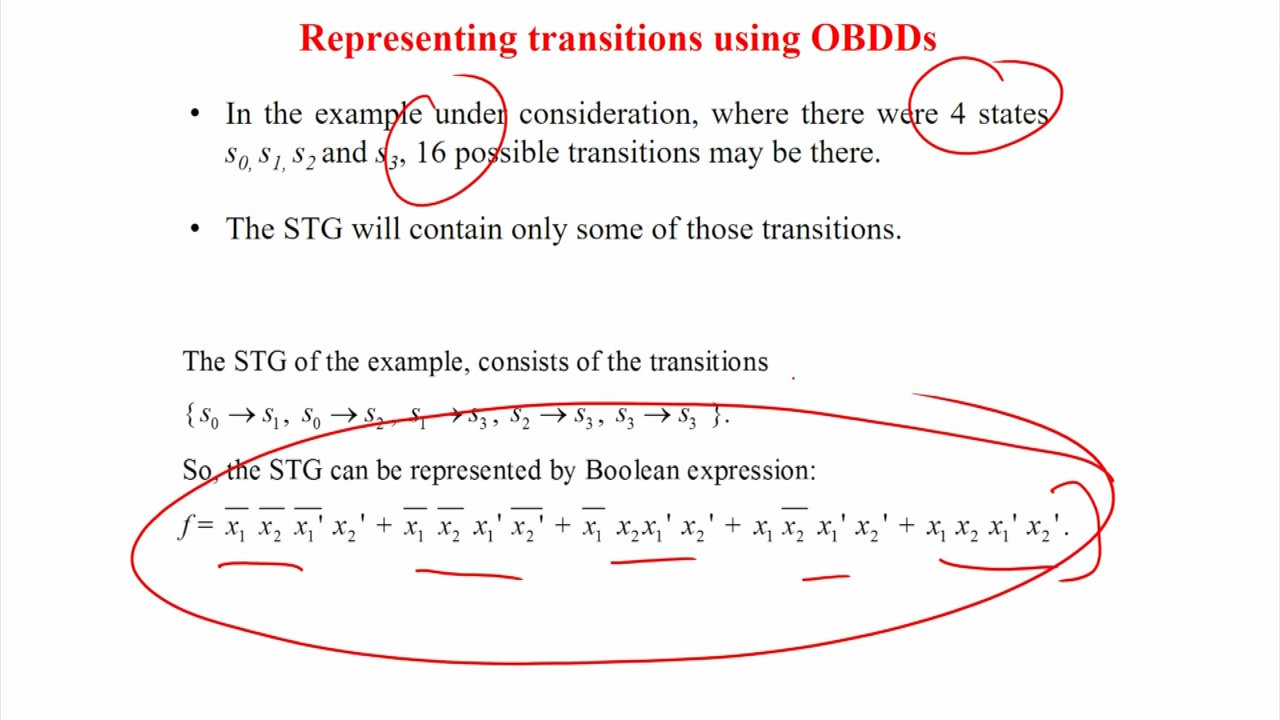 Representing transitions using OBDDs
• In the example under consideration, where there were 4 states
s₀, s₁, s₂ and s₃, 16 possible transitions may be there.
• The STG will contain only some of those transitions.
The STG of the example, consists of the transitions
{ s₀ → s₁, s₀ → s₂, s₁ → s₃, s₂ → s₃, s₃ → s₃ }.
So, the STG can be represented by Boolean expression:
f = x̅₁ x̅₂ x̅₁' x₂' + x̅₁ x̅₂ x₁' x̅₂' + x̅₁ x₂x₁' x₂' + x₁ x̅₂ x₁' x₂' + x₁ x₂ x₁' x₂'.